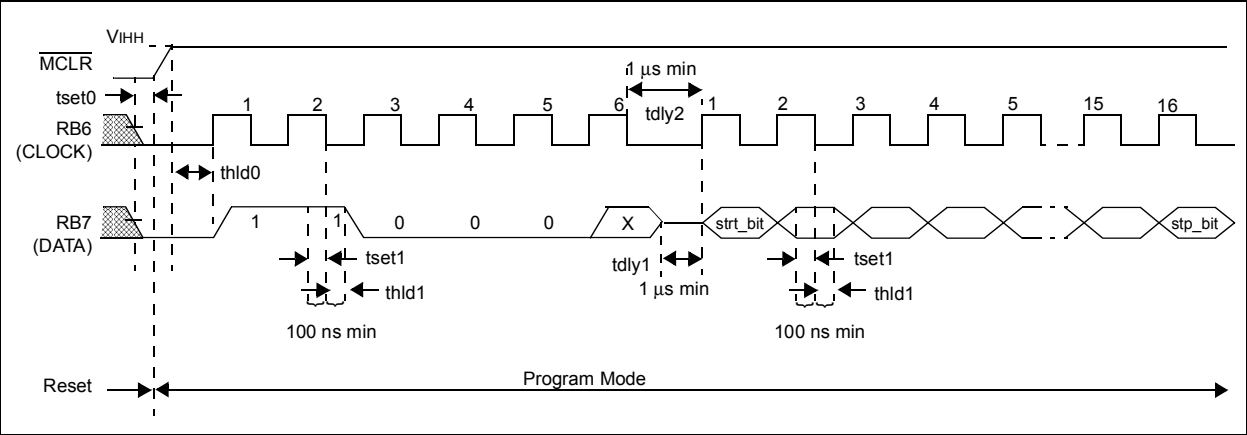 VIHH
MCLR
1 µs min
tset0
1 2 3 4 5 6 tdly2 1 2 3 4 5 15 16
RB6
(CLOCK)
thld0
RB7
(DATA)
1 1 0 0 0 X strt_bit stp_bit
tset1 tdly1 tset1
thld1 1 µs min thld1
100 ns min 100 ns min
Reset Program Mode